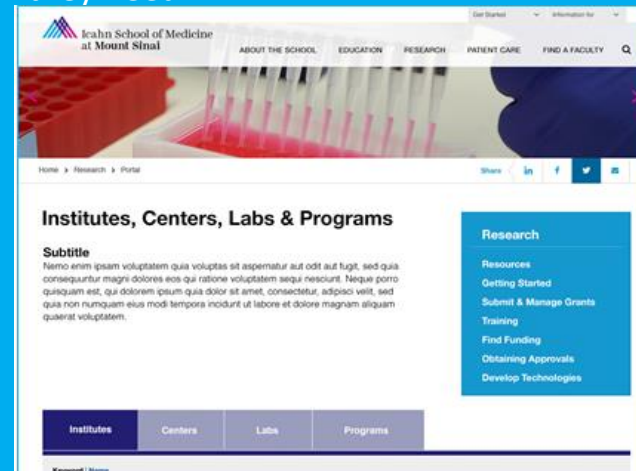 Get Started Information for
Icahn School of Medicine
at Mount Sinai
ABOUT THE SCHOOL EDUCATION RESEARCH PATIENT CARE FIND A FACULTY
Home > Research > Portal
Share in f
Institutes, Centers, Labs & Programs
Subtitle
Nemo enim ipsam voluptatem quia voluptas sit aspernatur aut odit aut fugit, sed quia
consequuntur magni dolores eos qui ratione voluptatem sequi nesciunt. Neque porro
quisquam est, qui dolorem ipsum quia dolor sit amet, consectetur, adipisci velit, sed
quia non numquam eius modi tempora incidunt ut labore et dolore magnam aliquam
quaerat voluptatem.
Research
Resources
Getting Started
Submit & Manage Grants
Training
Find Funding
Obtaining Approvals
Develop Technologies
Institutes Centers Labs Programs
Keyword Name